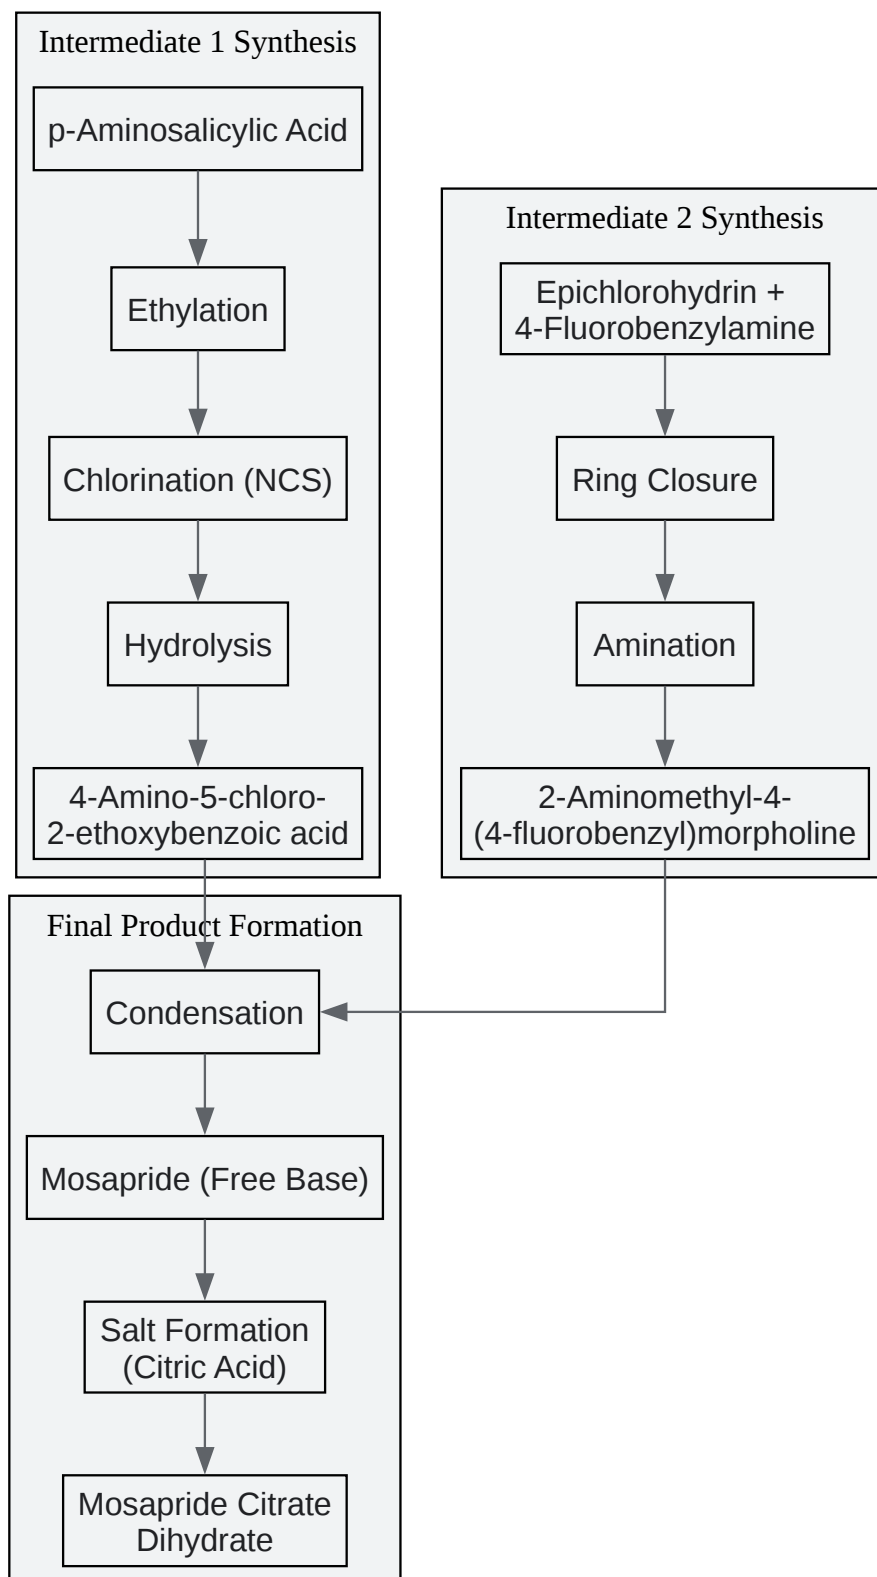 Intermediate 1 Synthesis
p-Aminosalicylic Acid
Ethylation
Chlorination (NCS)
Hydrolysis
4-Amino-5-chloro-
2-ethoxybenzoic acid
Intermediate 2 Synthesis
Epichlorohydrin +
4-Fluorobenzylamine
Ring Closure
Amination
2-Aminomethyl-4-
(4-fluorobenzyl)morpholine
Final Product Formation
Condensation
Mosapride (Free Base)
Salt Formation
(Citric Acid)
Mosapride Citrate
Dihydrate